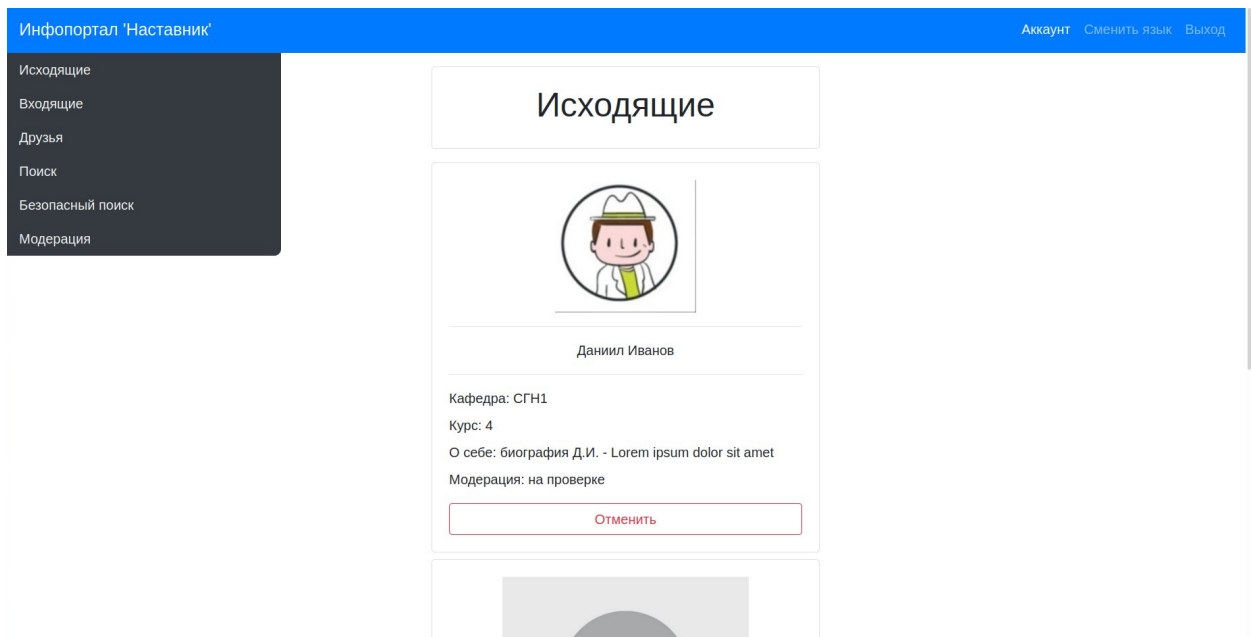 Инфопортал 'Наставник'
Аккаунт Сменить язык Выход
Исходящие
Входящие
Друзья
Поиск
Безопасный поиск
Модерация
Исходящие
Даниил Иванов
Кафедра: СГН1
Курс: 4
О себе: биография Д.И. - Lorem ipsum dolor sit amet
Модерация: на проверке
Отменить